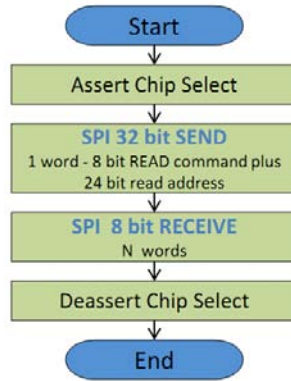 Start
Assert Chip Select
SPI 32 bit SEND
1 word - 8 bit READ command plus
24 bit read address
SPI 8 bit RECEIVE
N words
Deassert Chip Select
End